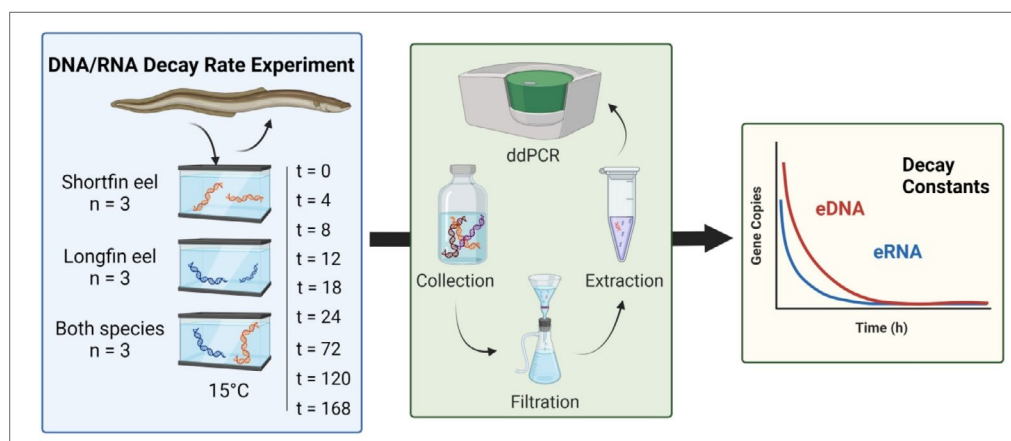 DNA/RNA Decay Rate Experiment
Shortfin eel
n = 3
Longfin eel
n = 3
Both species
n = 3
15°C
t = 0
t = 4
t = 8
t = 12
t = 18
t = 24
t = 72
t = 120
t = 168
ddPCR
Collection
Extraction
Filtration
Decay
Constants
eDNA
eRNA
Gene Copies
Time (h)